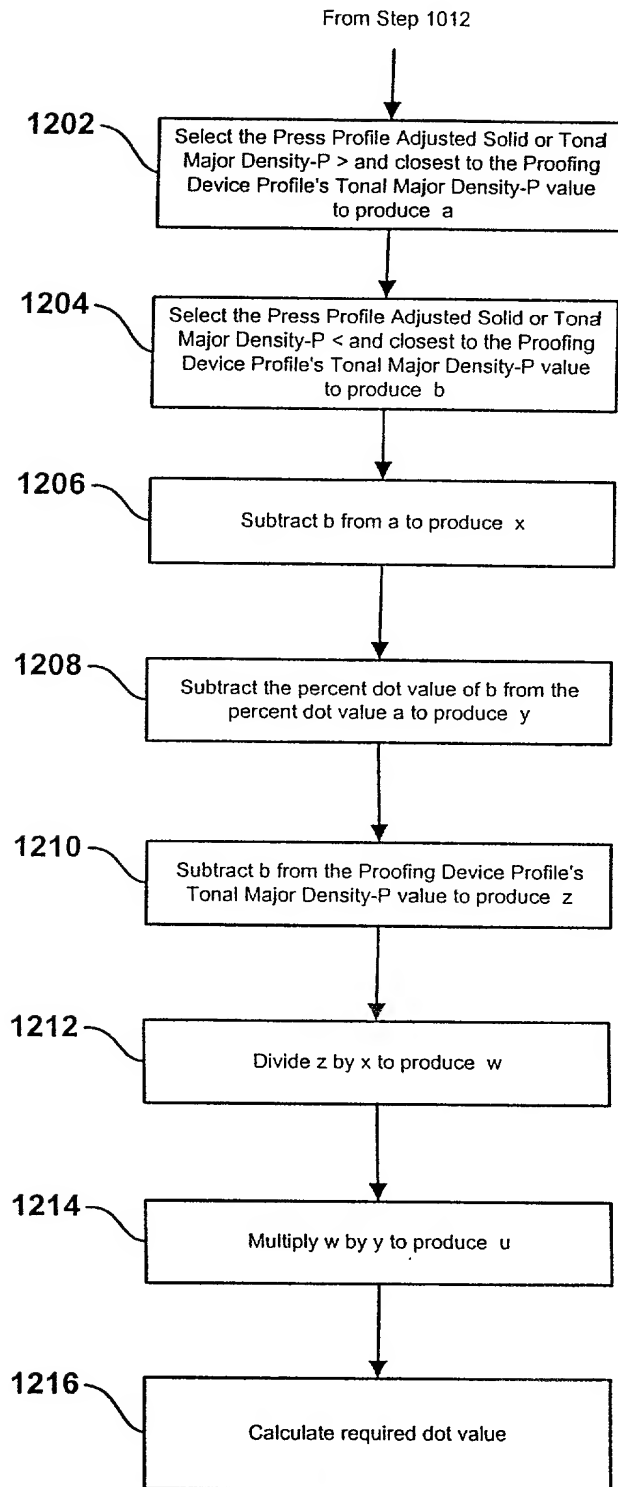 From Step 1012
1202
Select the Press Profile Adjusted Solid or Tonal
Major Density-P > and closest to the Proofing
Device Profile's Tonal Major Density-P value
to produce a
1204
Select the Press Profile Adjusted Solid or Tonal
Major Density-P < and closest to the Proofing
Device Profile's Tonal Major Density-P value
to produce b
1206
Subtract b from a to produce x
1208
Subtract the percent dot value of b from the
percent dot value a to produce y
1210
Subtract b from the Proofing Device Profile's
Tonal Major Density-P value to produce z
1212
Divide z by x to produce w
1214
Multiply w by y to produce u
1216
Calculate required dot value